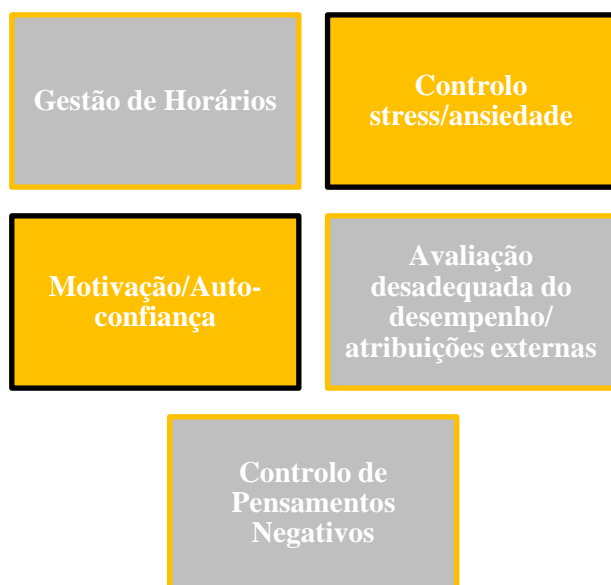 Gestão de Horários
Controlo
stress/ansiedade
Motivação/Auto-
confiança
Avaliação
desadequada do
desempenho/
atribuições externas
Controlo de
Pensamentos
Negativos